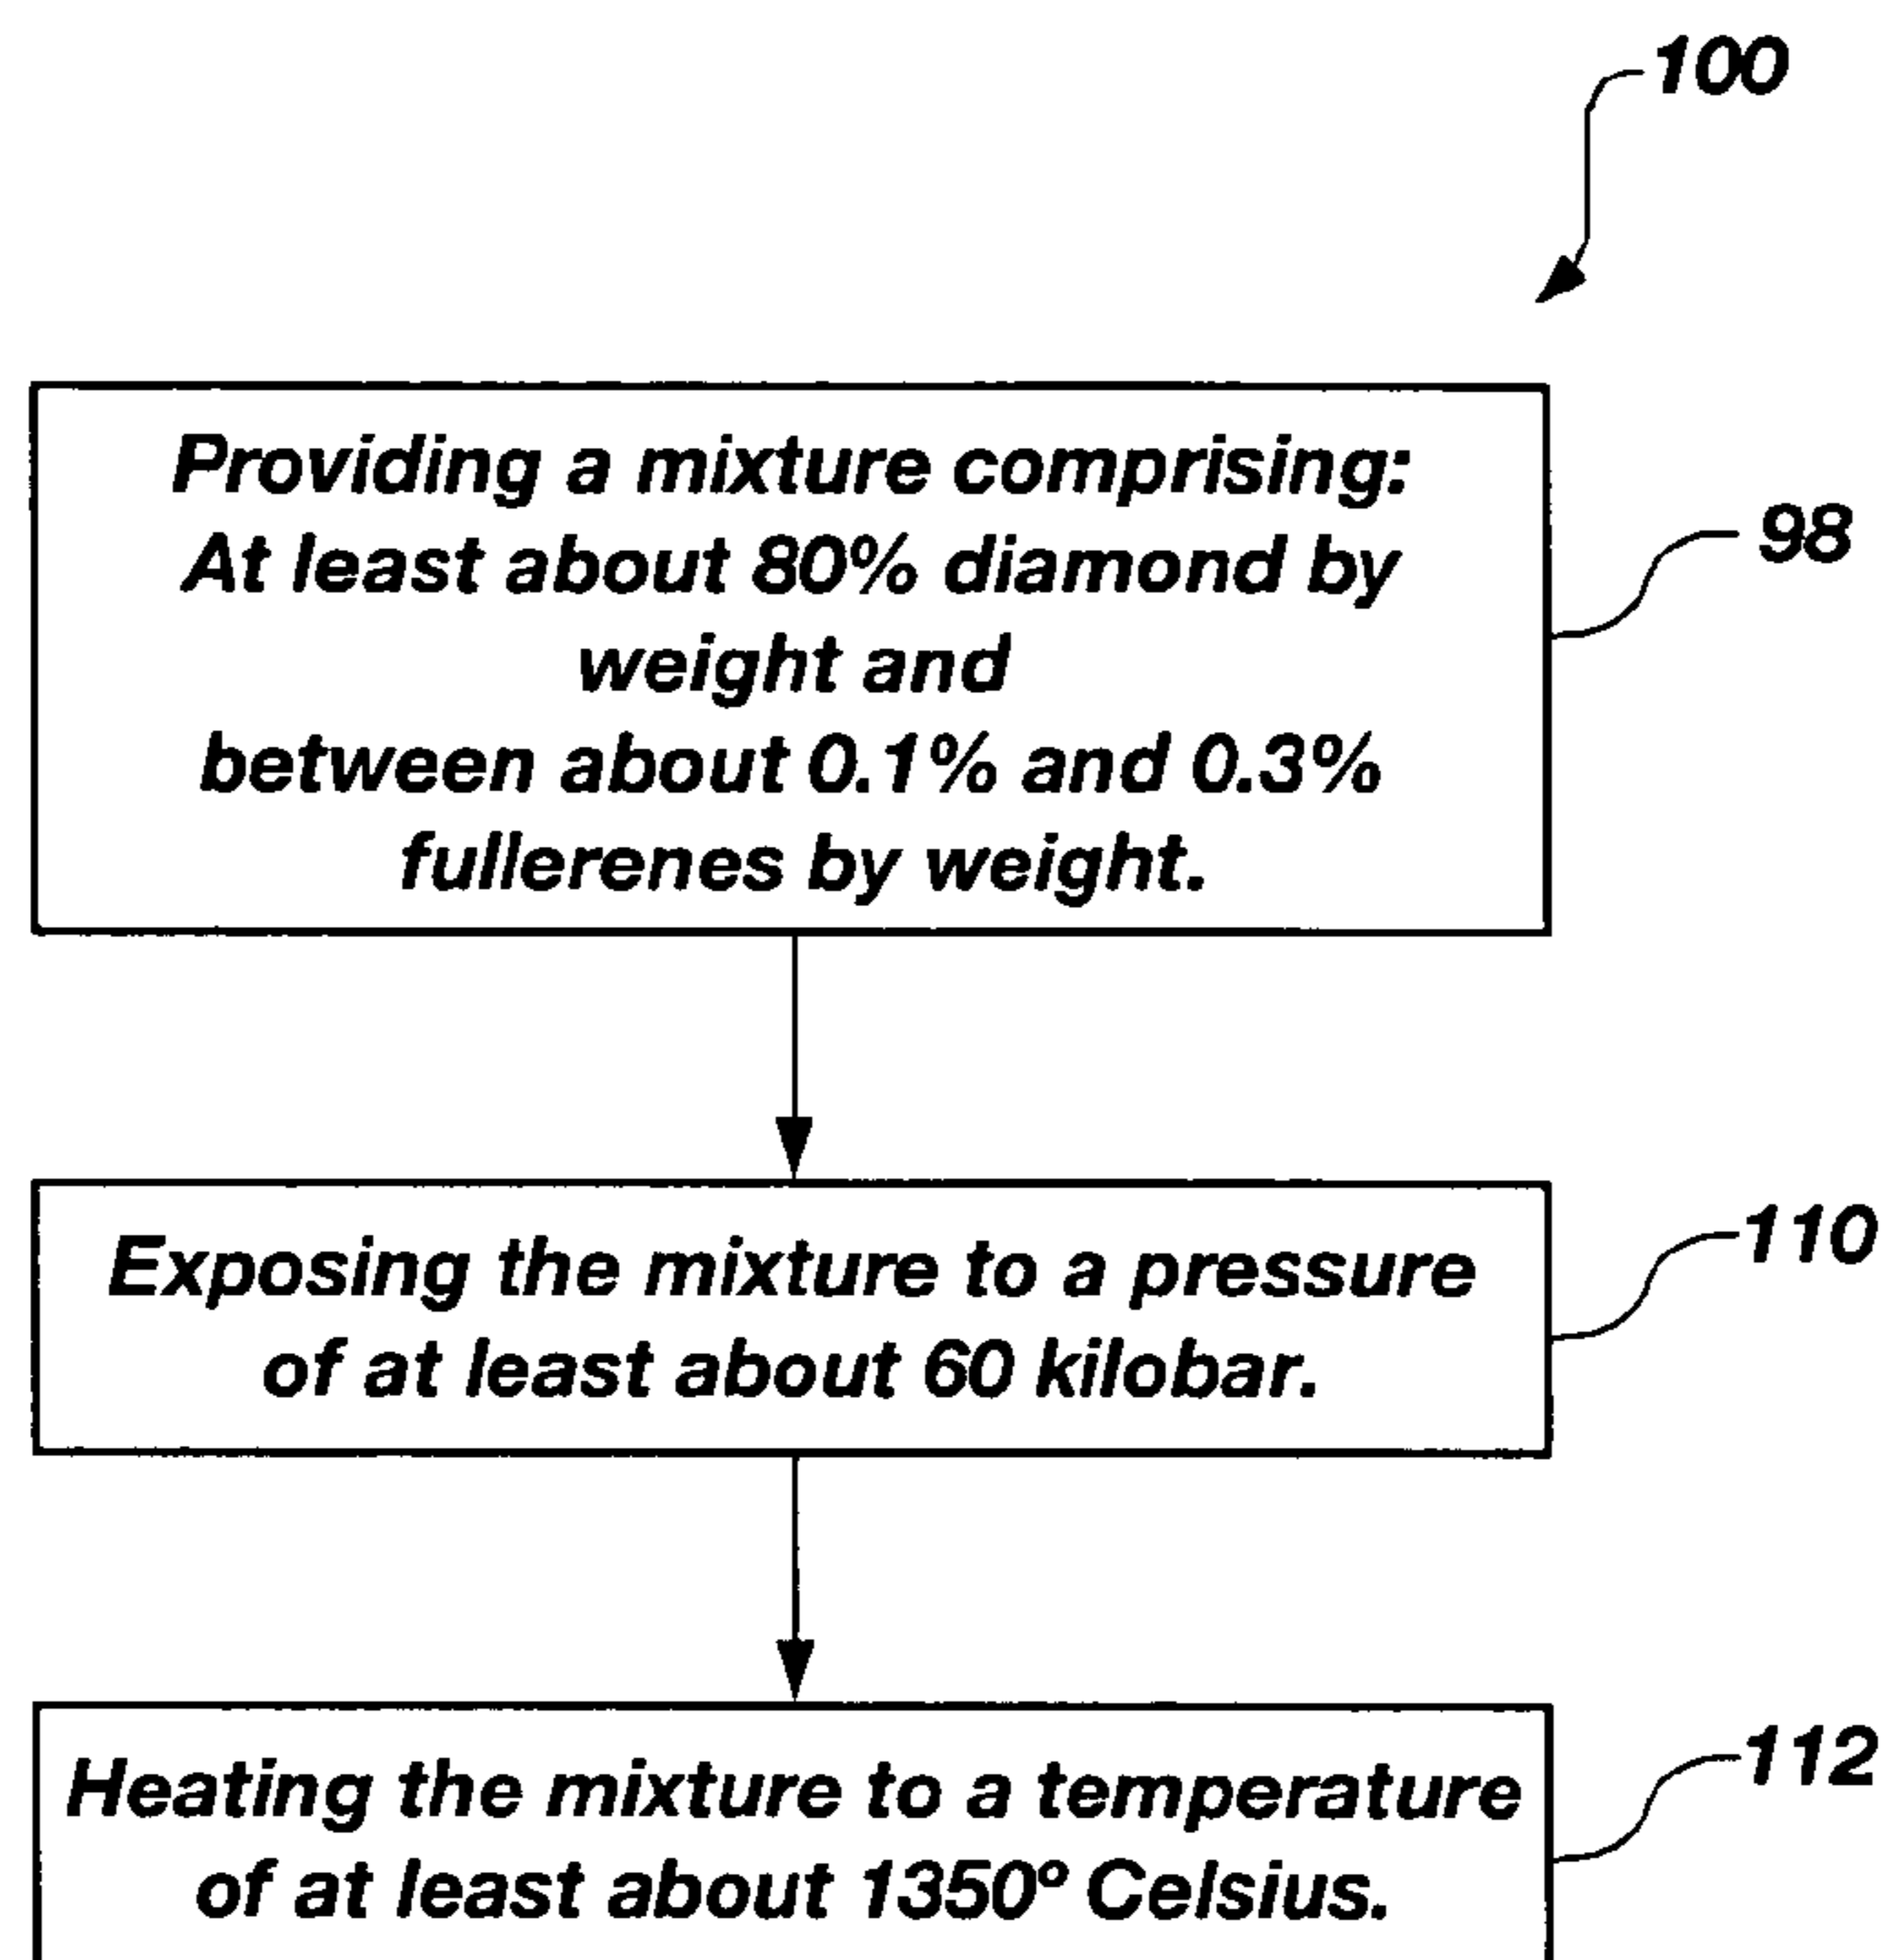 100
Providing a mixture comprising:
At least about 80% diamond by
weight and
between about 0.1% and 0.3%
fullerenes by weight.
98
Exposing the mixture to a pressure
of at least about 60 kilobar.
110
Heating the mixture to a temperature
of at least about 1350º Celsius.
112